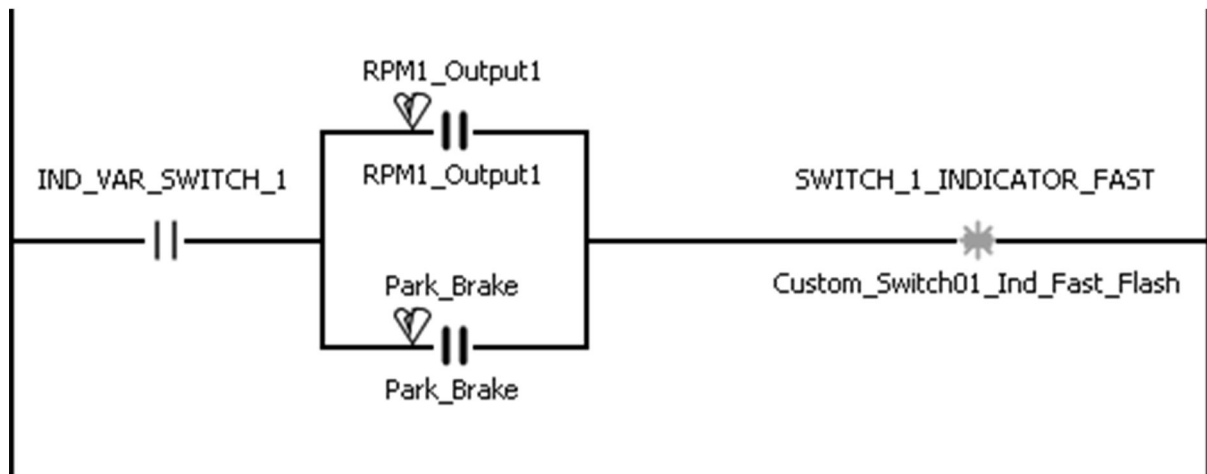 RPM1_Output1
RPM1_Output1
IND_VAR_SWITCH_1
Park_Brake
Park_Brake
SWITCH_1_INDICATOR_FAST
Custom_Switch01_Ind_Fast_Flash